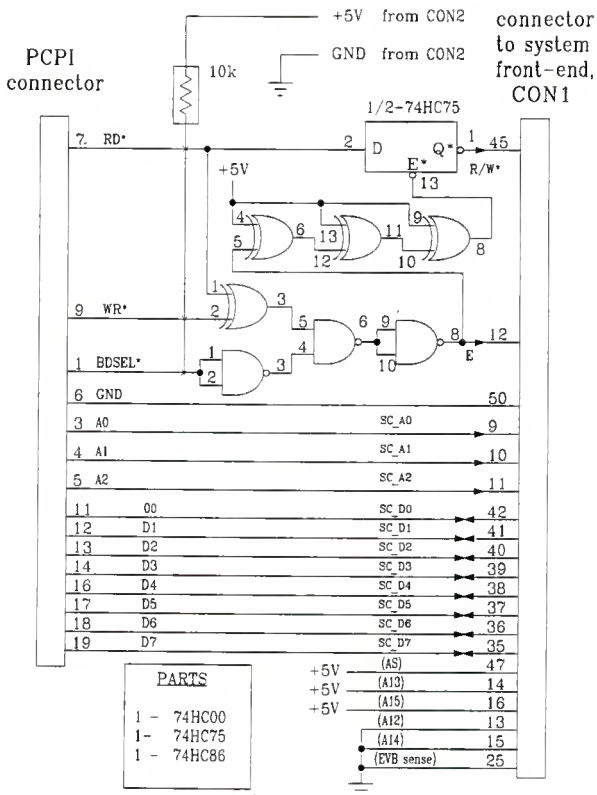 +5V from CON2
GND from CON2
connector
to system
front-end,
CON1
PCPI
connector
10k
1/2-74HC75
7 RD*
2 D Q* 1 45
E*
R/W*
13
+5V
4
5
6
13
12
11
9
10
8
1
2
3
9 WR*
5
4
6
9
10
8
E
12
1 BDSEL*
1
2
3
6 GND 50
3 A0 SC_A0 9
4 A1 SC_A1 10
5 A2 SC_A2 11
11 00 SC_D0 42
12 D1 SC_D1 41
13 D2 SC_D2 40
14 D3 SC_D3 39
16 D4 SC_D4 38
17 D5 SC_D5 37
18 D6 SC_D6 36
19 D7 SC_D7 35
+5V (AS) 47
+5V (A13) 14
+5V (A15) 16
(A12) 13
(A14) 15
(EVB sense) 25
PARTS
1 - 74HC00
1- 74HC75
1 - 74HC86